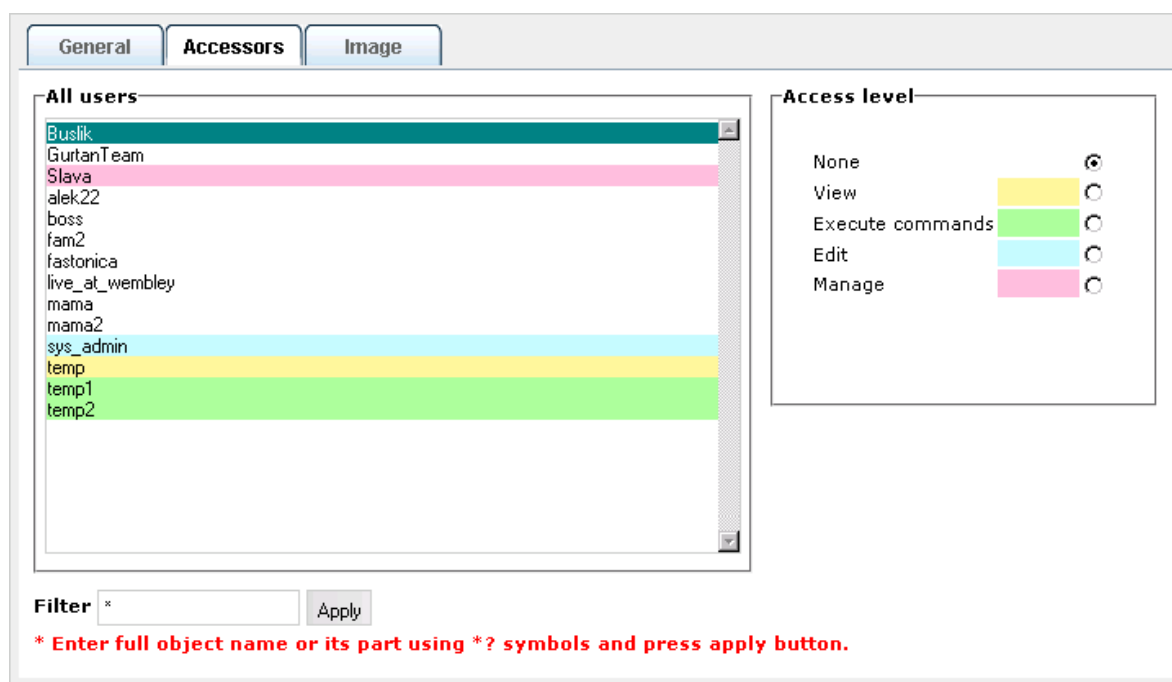 General Accessors Image
All users
Buslik
GurtanTeam
Slava
alek22
boss
fam2
fastonica
live_at_wembley
mama
mama2
sys_admin
temp
temp1
temp2
Access level
None
View
Execute commands
Edit
Manage
Filter * Apply
* Enter full object name or its part using *? symbols and press apply button.